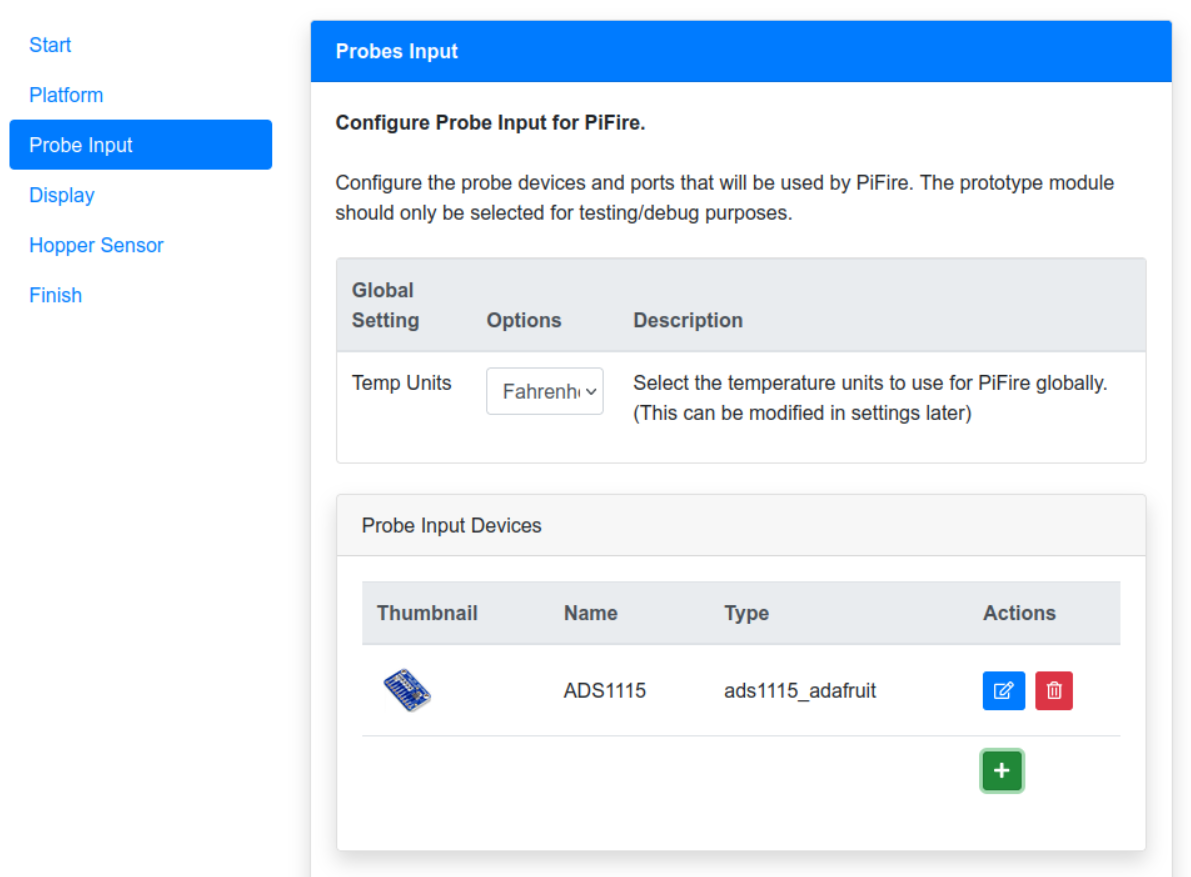 Start
Platform
Probe Input
Display
Hopper Sensor
Finish
Probes Input
Configure Probe Input for PiFire.
Configure the probe devices and ports that will be used by PiFire. The prototype module
should only be selected for testing/debug purposes.
Global
Setting Options Description
Temp Units Fahrenh Select the temperature units to use for PiFire globally.
(This can be modified in settings later)
Probe Input Devices
Thumbnail Name Type Actions
ADS1115 ads1115_adafruit